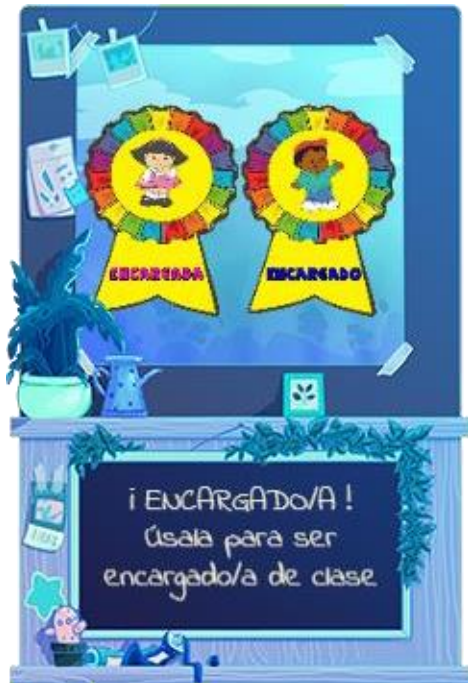 ENCARGADA
ENCARGADO
¡ ENCARGADO/A !
Úsala para ser
encargado/a de clase